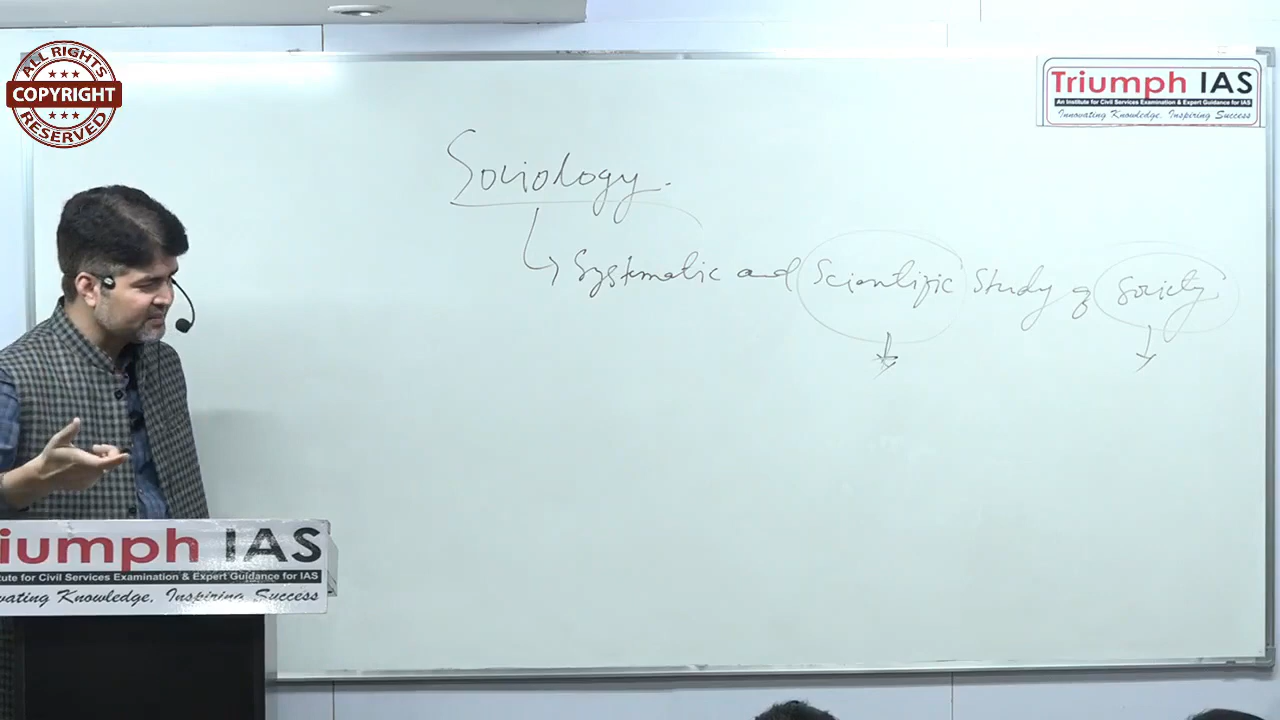 ALL RIGHTS
COPYRIGHT
RESERVED
Triumph IAS
An Institute for Civil Services Examination & Expert Guidance for IAS
Innovating Knowledge, Inspiring Success
Sociology.
Systematic and Scientific Study of Society
iumph IAS
tute for Civil Services Examination & Expert Guidance for IAS
vating Knowledge, Inspiring Success